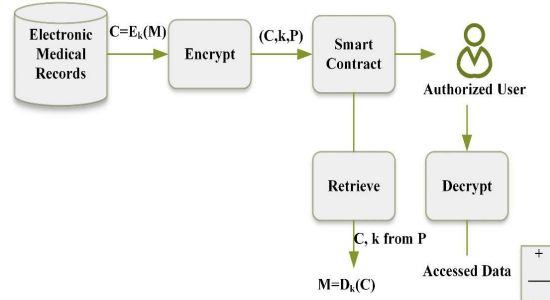 Electronic
Medical
Records
C=Eₖ(M)
Encrypt
(C,k,P)
Smart
Contract
Authorized User
Retrieve
Decrypt
C, k from P
M=Dₖ(C)
Accessed Data
+